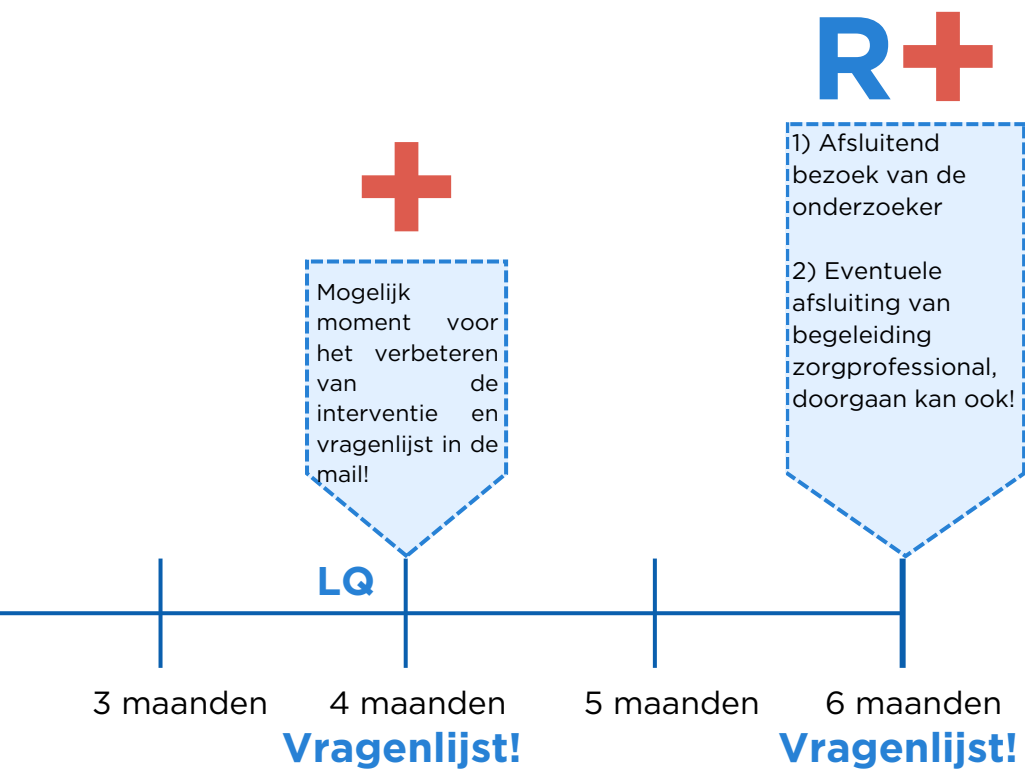 R+
1) Afsluitend
bezoek van de
onderzoeker
2) Eventuele
afsluiting van
begeleiding
zorgprofessional,
doorgaan kan ook!
Mogelijk
moment voor
het verbeteren
van de
interventie en
vragenlijst in de
mail!
LQ
3 maanden
4 maanden
5 maanden
6 maanden
Vragenlijst!
Vragenlijst!